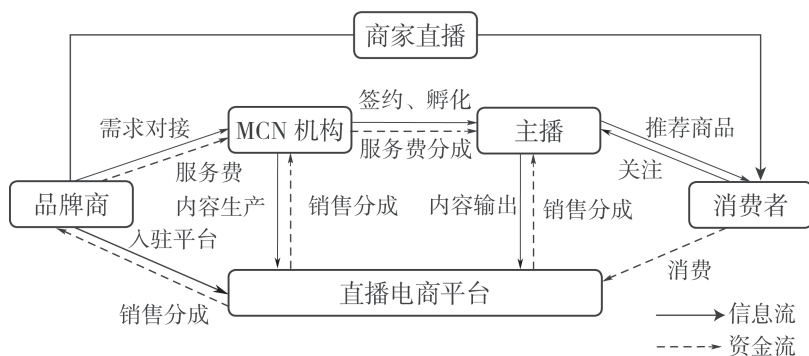 商家直播
签约、孵化
需求对接
MCN 机构
主播
推荐商品
服务费
服务费分成
关注
品牌商
内容生产
销售分成
内容输出
销售分成
消费者
入驻平台
消费
直播电商平台
销售分成
信息流
资金流